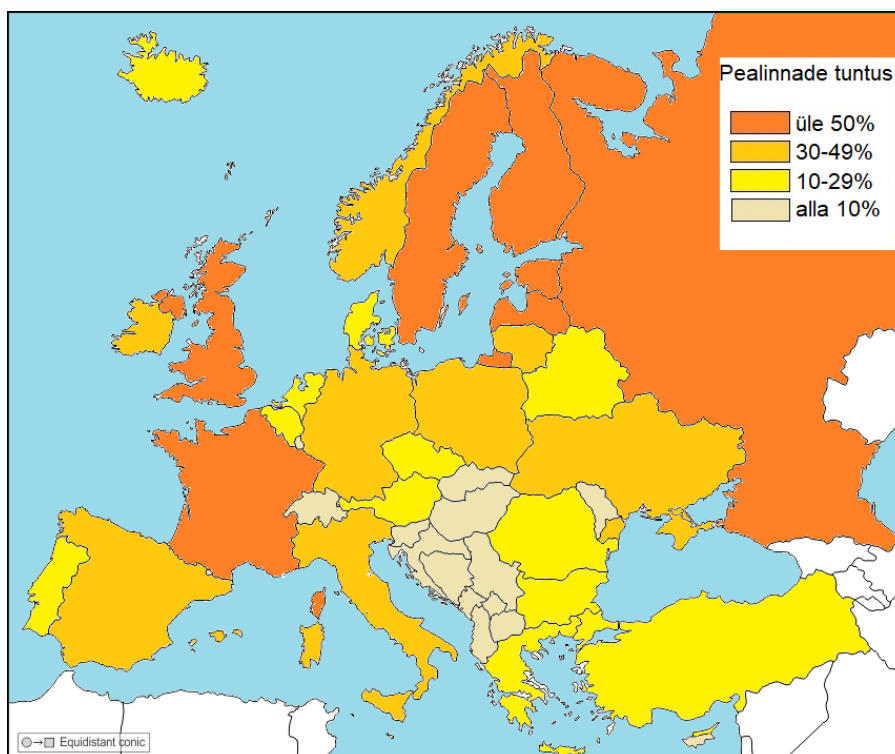 Pealinnade tuntus
üle 50%
30-49%
10-29%
alla 10%
Equidistant conic